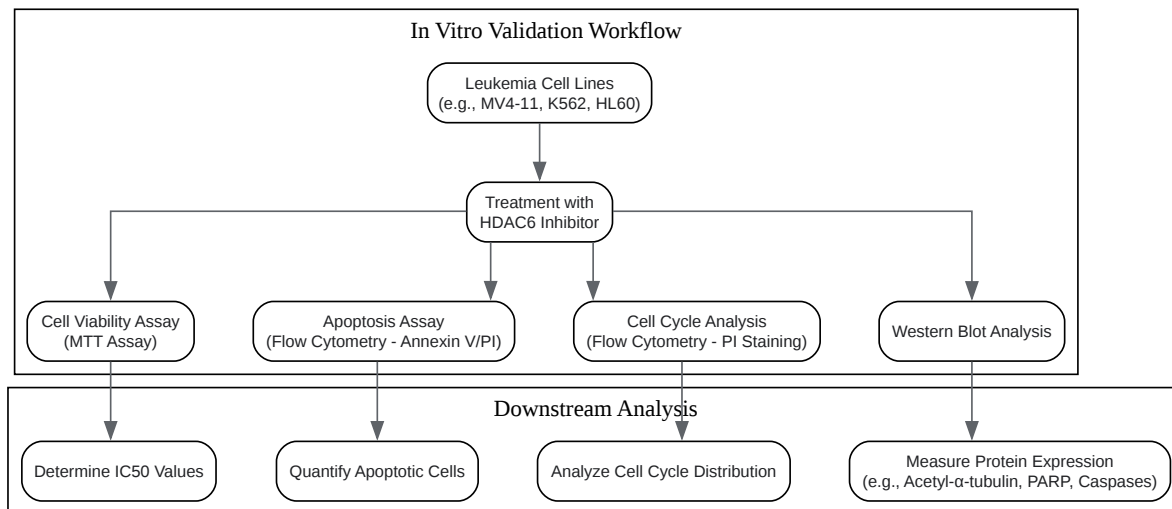 In Vitro Validation Workflow
Leukemia Cell Lines
(e.g., MV4-11, K562, HL60)
Treatment with
HDAC6 Inhibitor
Cell Viability Assay
(MTT Assay)
Apoptosis Assay
(Flow Cytometry - Annexin V/PI)
Cell Cycle Analysis
(Flow Cytometry - PI Staining)
Western Blot Analysis
Downstream Analysis
Determine IC50 Values
Quantify Apoptotic Cells
Analyze Cell Cycle Distribution
Measure Protein Expression
(e.g., Acetyl-α-tubulin, PARP, Caspases)